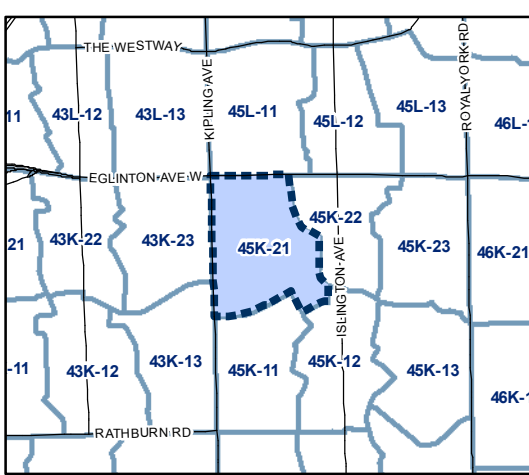 THE WESTWAY
ROYAL YORK RD
KIPLING AVE
11
43L-12
43L-13
45L-11
45L-12
45L-13
46L-1
EGLINTON AVE W
21
43K-22
43K-23
45K-21
45K-22
45K-23
46K-21
ISLINGTON AVE
-11
43K-12
43K-13
45K-11
45K-12
45K-13
46K-1
RATHBURN RD